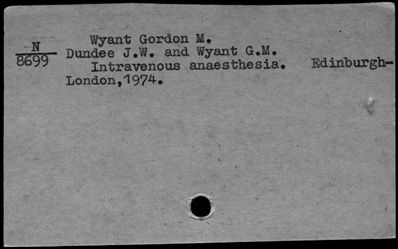 Wyant Gordon M.
N
8699
Dundee J.W. and Wyant G.M.
Intravenous anaesthesia. Edinburgh-
London,1974.